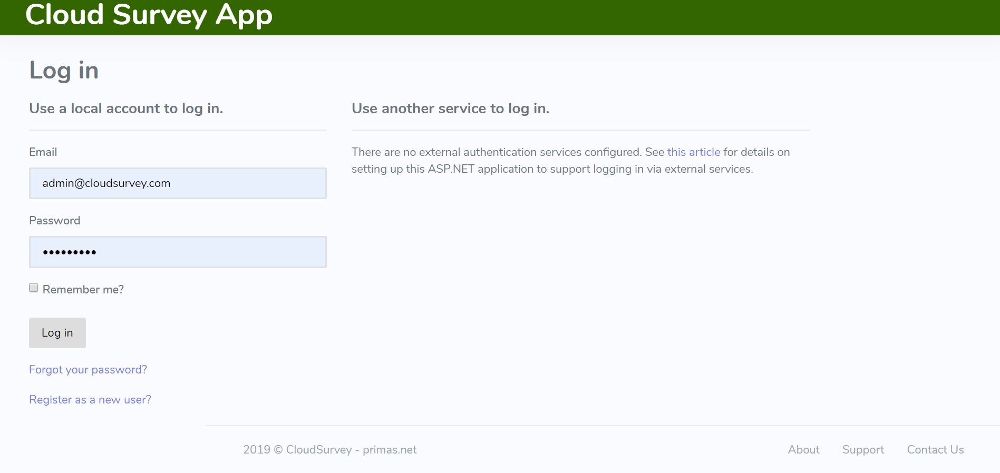 Cloud Survey App
Log in
Use a local account to log in.
Email
admin@cloudsurvey.com
Password
•••••••••
Remember me?
Log in
Forgot your password?
Register as a new user?
Use another service to log in.
There are no external authentication services configured. See this article for details on
setting up this ASP.NET application to support logging in via external services.
2019 © CloudSurvey - primas.net
About
Support
Contact Us